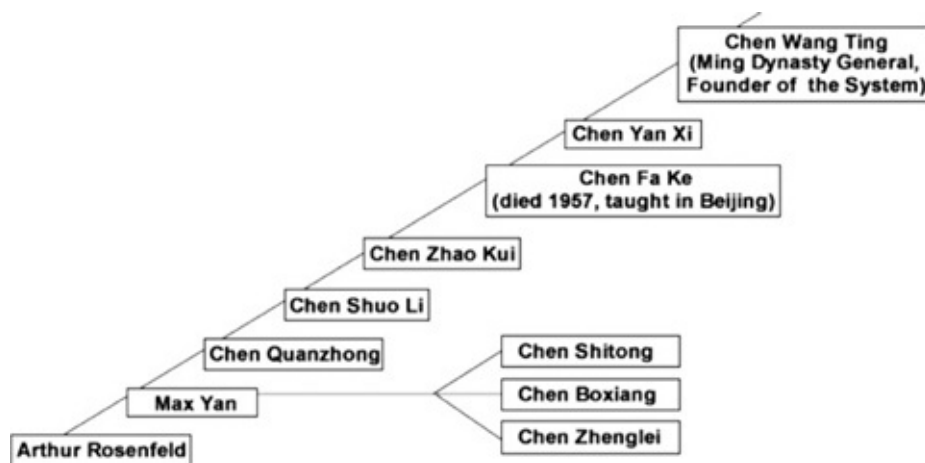 Chen Wang Ting
(Ming Dynasty General,
Founder of the System)
Chen Yan Xi
Chen Fa Ke
(died 1957, taught in Beijing)
Chen Zhao Kui
Chen Shuo Li
Chen Quanzhong
Chen Shitong
Max Yan
Chen Boxiang
Chen Zhenglei
Arthur Rosenfeld